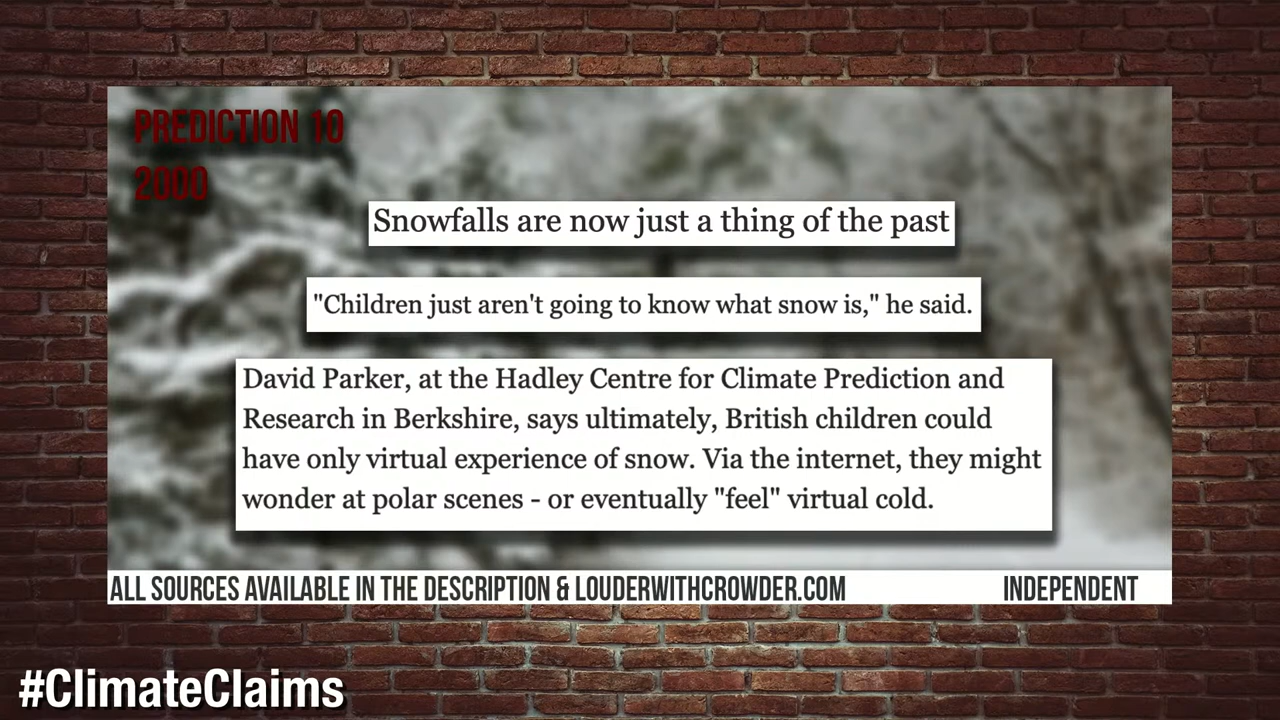 PREDICTION 10
2000
Snowfalls are now just a thing of the past
"Children just aren't going to know what snow is," he said.
David Parker, at the Hadley Centre for Climate Prediction and
Research in Berkshire, says ultimately, British children could
have only virtual experience of snow. Via the internet, they might
wonder at polar scenes - or eventually "feel" virtual cold.
ALL SOURCES AVAILABLE IN THE DESCRIPTION & LOUDERWITHCROWDER.COM
INDEPENDENT
#ClimateClaims